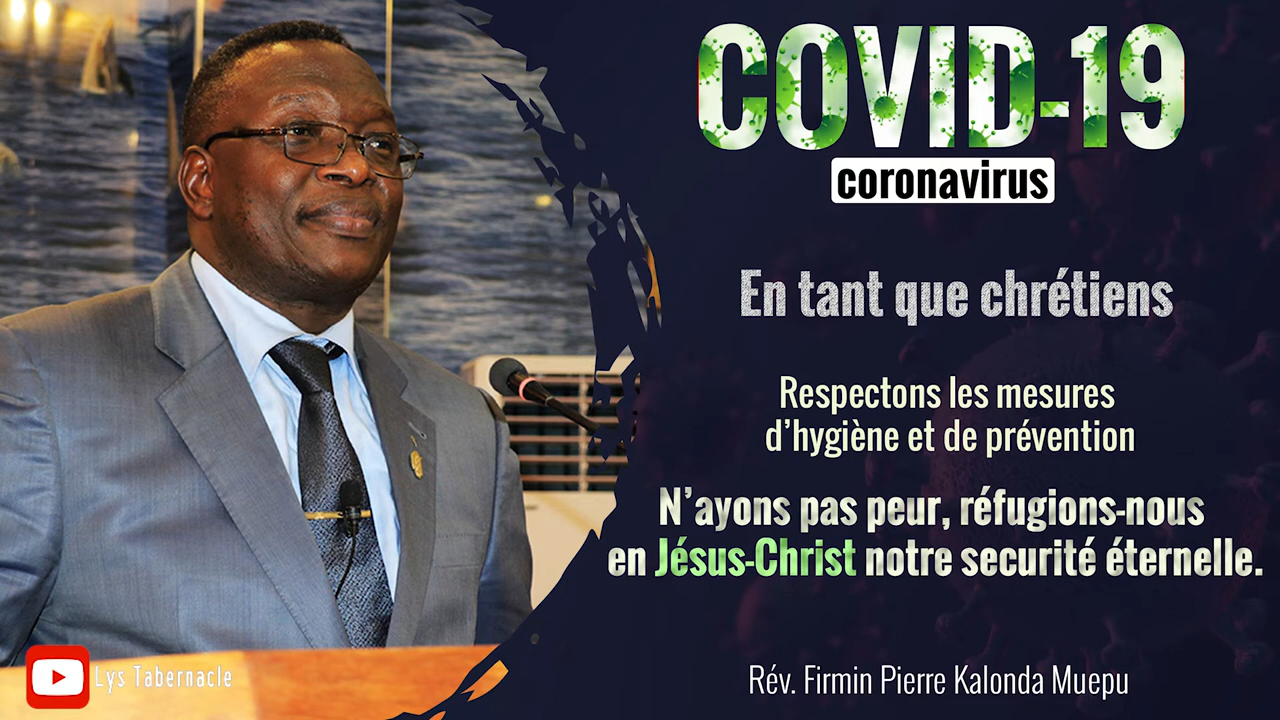 COVID-19
coronavirus
En tant que chrétiens
Respectons les mesures
d’hygiène et de prévention
N’ayons pas peur, réfugions-nous
en Jésus-Christ notre securité éternelle.
Rév. Firmin Pierre Kalonda Muepu
Lys Tabernacle